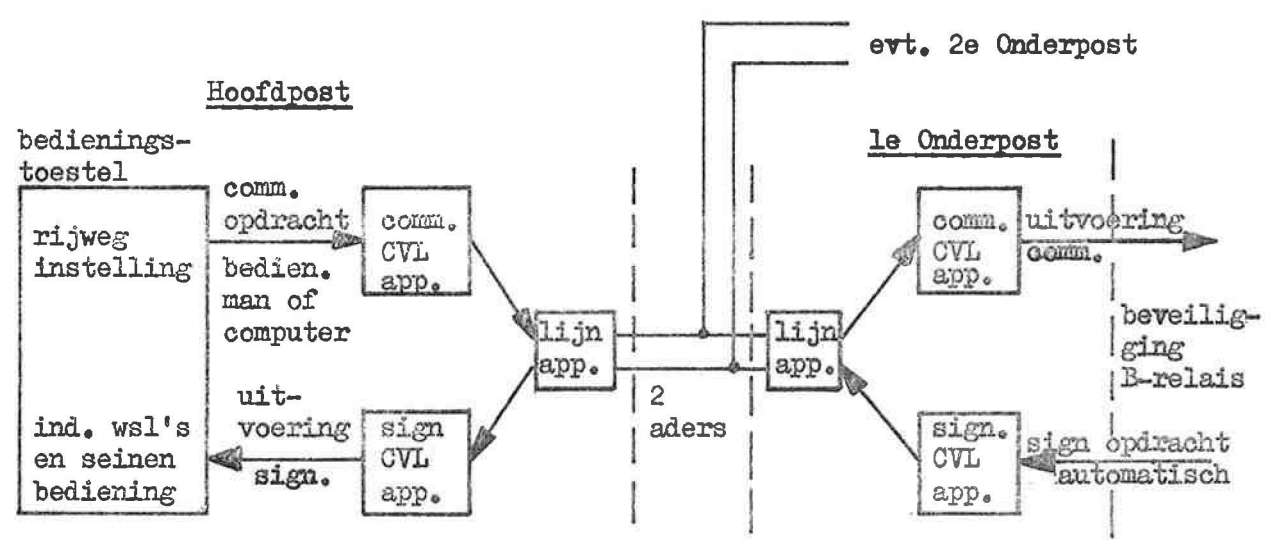 evt. 2e Onderpost
Hoofdpost
bedienings-
toestel
rijweg
instelling
ind. wsl's
en seinen
bediening
comm.
opdracht
bedien.
man of
computer
uit-
voering
sign.
comm.
CVL
app.
sign
CVL
app.
lijn
app.
2
aders
1e Onderpost
lijn
app.
comm.
CVL
app.
sign.
CVL
app.
uitvoering
comm.
beveilig-
ging
B-relais
sign opdracht
automatisch